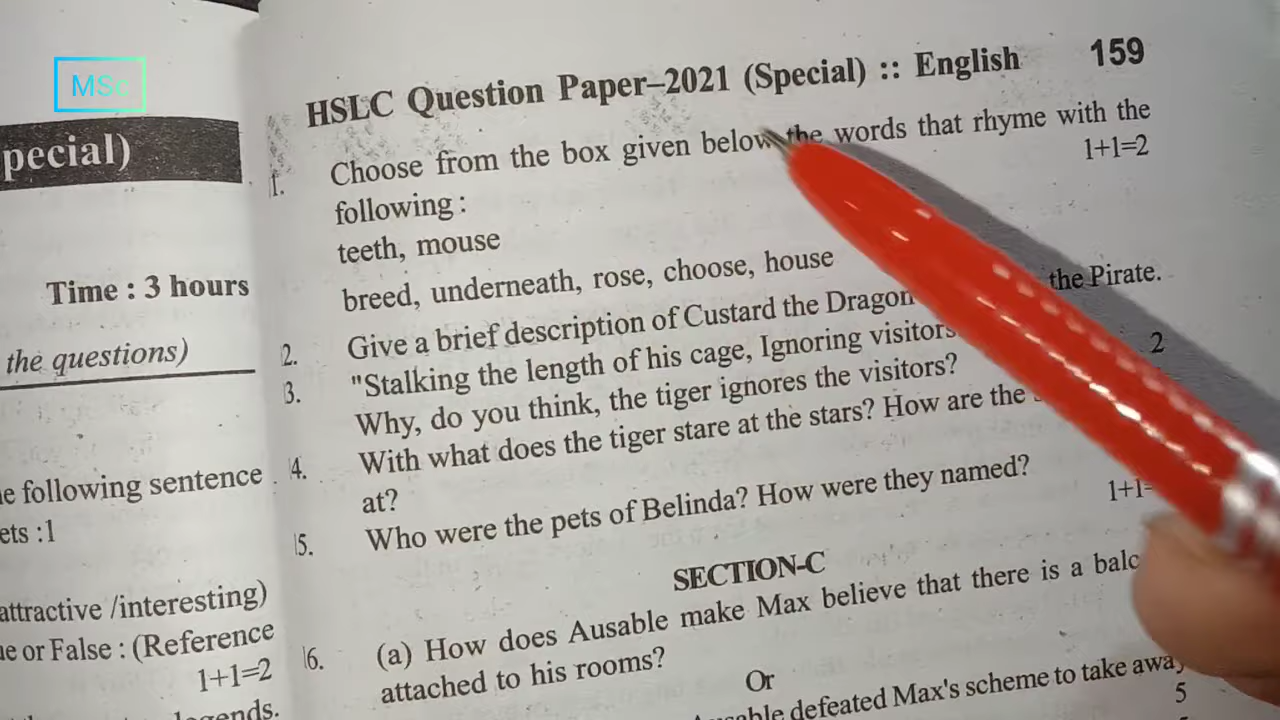 MSc
pecial)
Time : 3 hours
the questions)
e following sentence
ets :1
attractive /interesting)
e or False : (Reference
1+1=2
gends.
HSLC Question Paper–2021 (Special) :: English 159
1. Choose from the box given below the words that rhyme with the
following : 1+1=2
teeth, mouse
breed, underneath, rose, choose, house
2. Give a brief description of Custard the Dragon the Pirate.
3. "Stalking the length of his cage, Ignoring visitors
Why, do you think, the tiger ignores the visitors? 2
4. With what does the tiger stare at the stars? How are the
at?
5. Who were the pets of Belinda? How were they named? 1+1=
SECTION-C
6. (a) How does Ausable make Max believe that there is a balc
attached to his rooms?
Or
Ausable defeated Max's scheme to take away
5